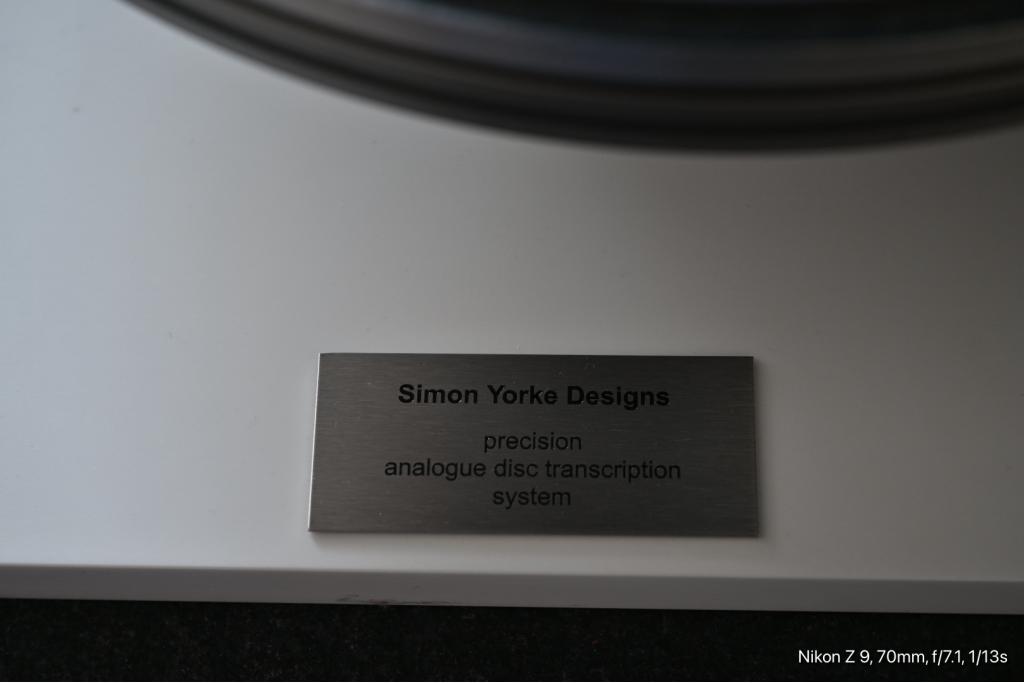 Simon Yorke Designs
precision
analogue disc transcription
system
Nikon Z 9, 70mm, f/7.1, 1/13s